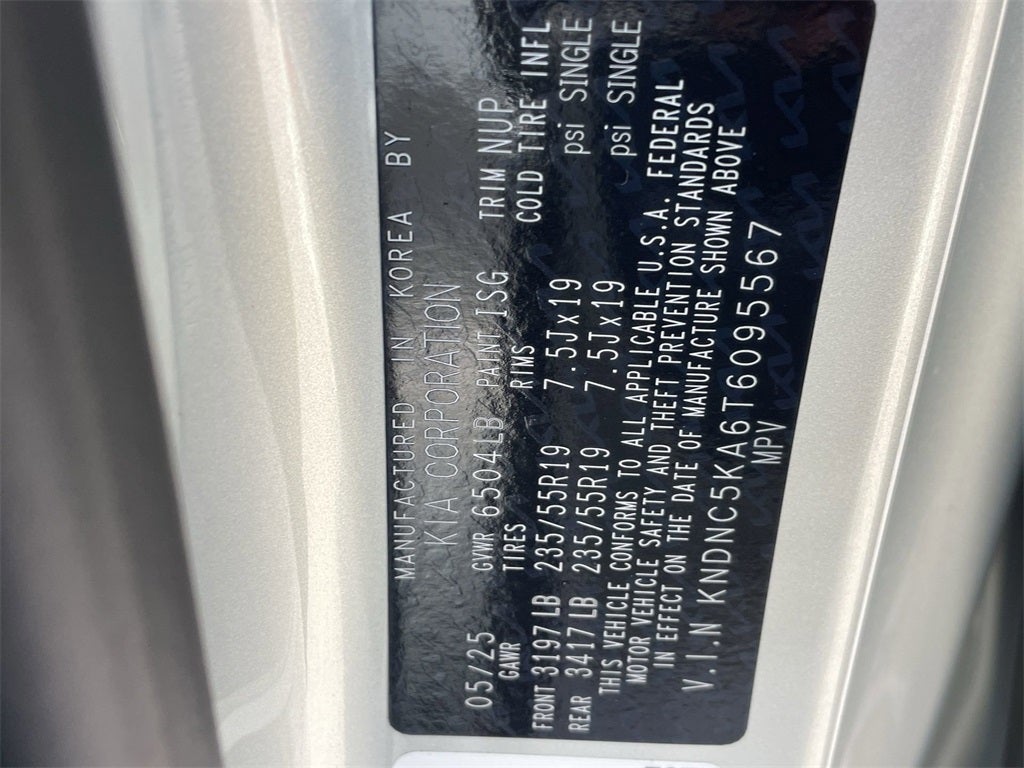 MANUFACTURED IN KOREA BY
KIA CORPORATION
05/25 GVWR 6504LB PAINT ISG TRIM NUP
GAWR TIRES RIMS COLD TIRE INFL
FRONT 3197LB 235/55R19 7.5Jx19 psi SINGLE
REAR 3417LB 235/55R19 7.5Jx19 psi SINGLE
THIS VEHICLE CONFORMS TO ALL APPLICABLE U.S.A. FEDERAL
MOTOR VEHICLE SAFETY AND THEFT PREVENTION STANDARDS
IN EFFECT ON THE DATE OF MANUFACTURE SHOWN ABOVE
V.I.N KNDNC5KA6T6095567
MPV